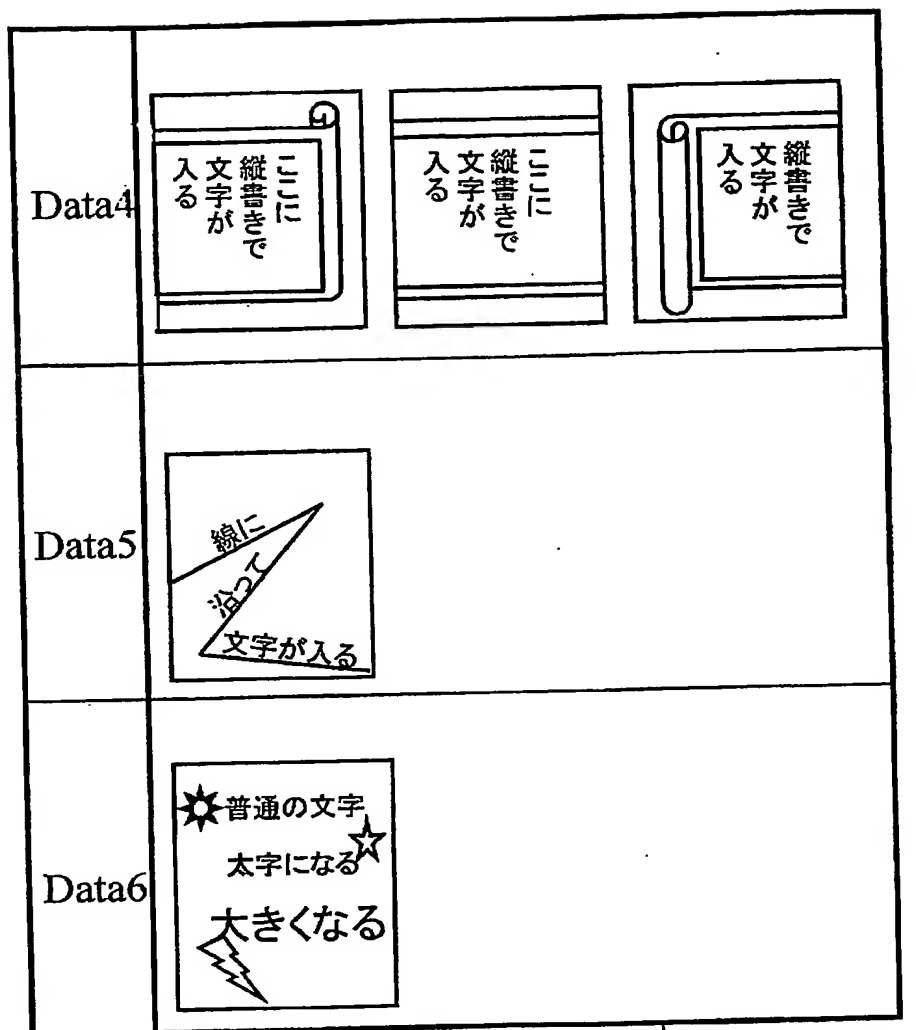 Data4
ここに
縦書きで
文字が
入る
ここに
縦書きで
文字が
入る
縦書きで
文字が
入る
Data5
線に
沿って
文字が入る
Data6
普通の文字
太字になる
大きくなる